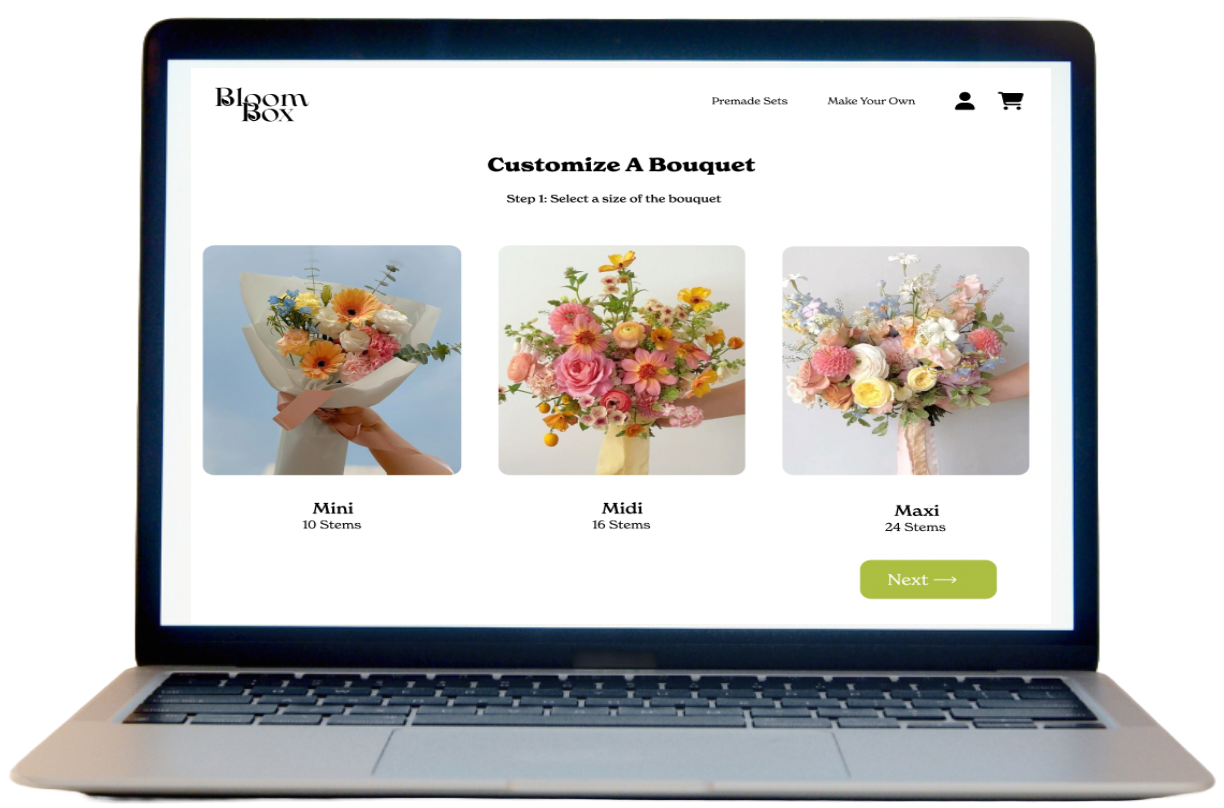 Bloom
Box
Premade Sets
Make Your Own
Customize A Bouquet
Step 1: Select a size of the bouquet
Mini
10 Stems
Midi
16 Stems
Maxi
24 Stems
Next →